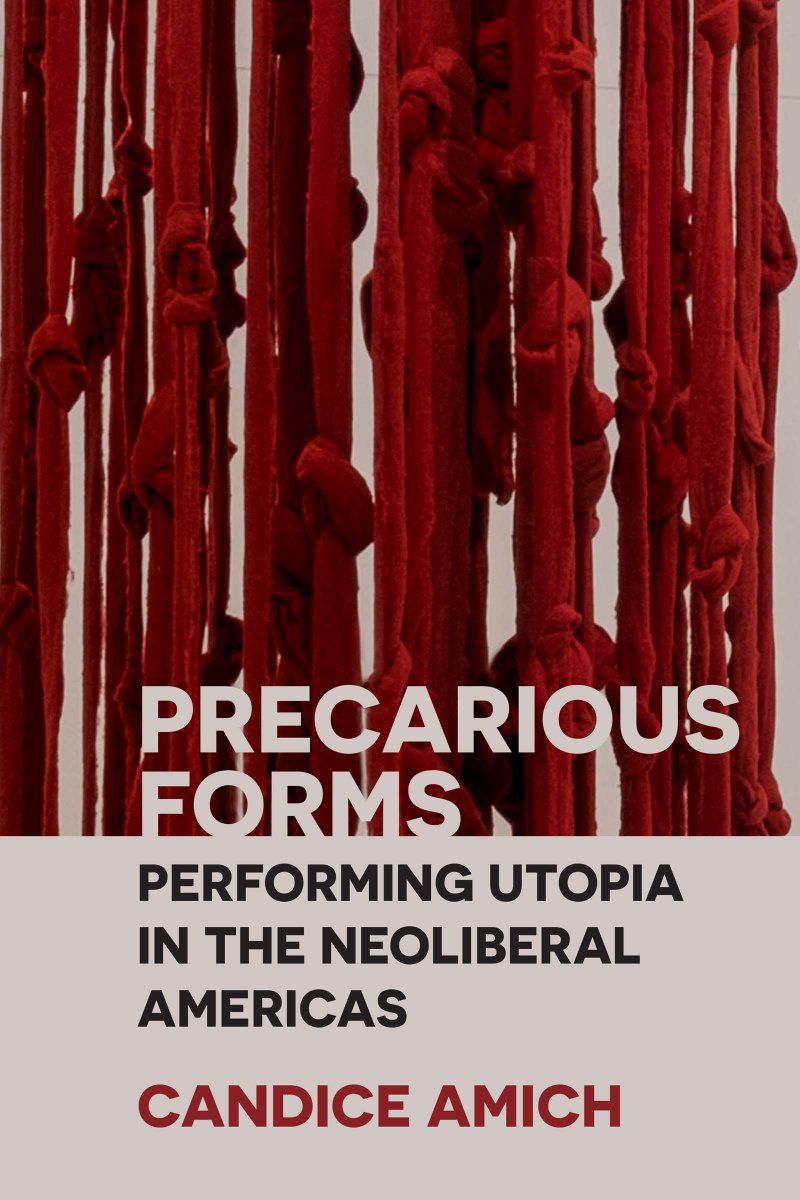 PRECARIOUS
FORMS
PERFORMING UTOPIA
IN THE NEOLIBERAL
AMERICAS
CANDICE AMICH